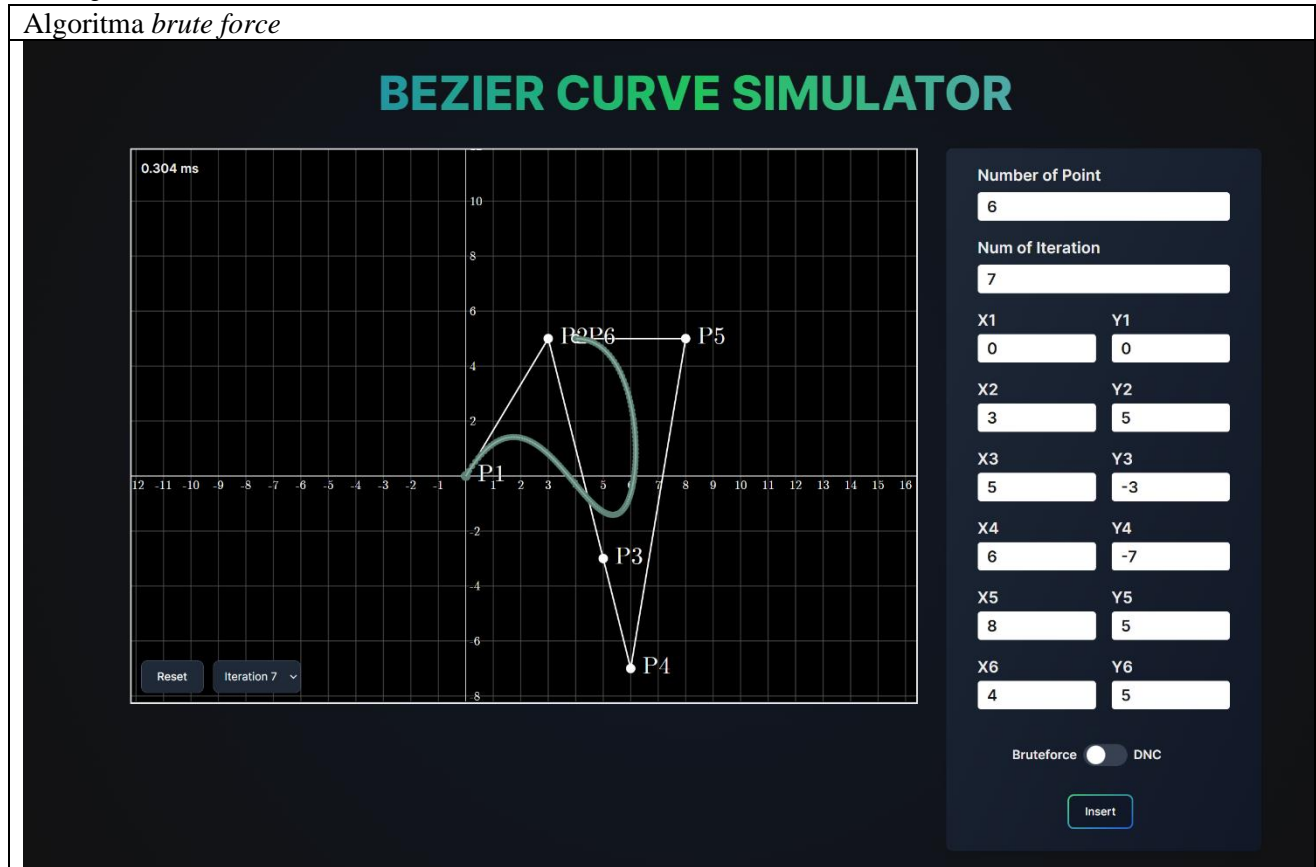 Algoritma brute force
BEZIER CURVE SIMULATOR
0.304 ms
10
8
6
P2P6
P5
4
2
P1
12 -11 -10 -9 -8 -7 -6 -5 -4 -3 -2 -1 1 2 3 5 6 7 8 9 10 11 12 13 14 15 16
-2
P3
-4
-6
P4
-8
Reset
Iteration 7
Number of Point
6
Num of Iteration
7
X1 Y1
0 0
X2 Y2
3 5
X3 Y3
5 -3
X4 Y4
6 -7
X5 Y5
8 5
X6 Y6
4 5
Bruteforce DNC
Insert